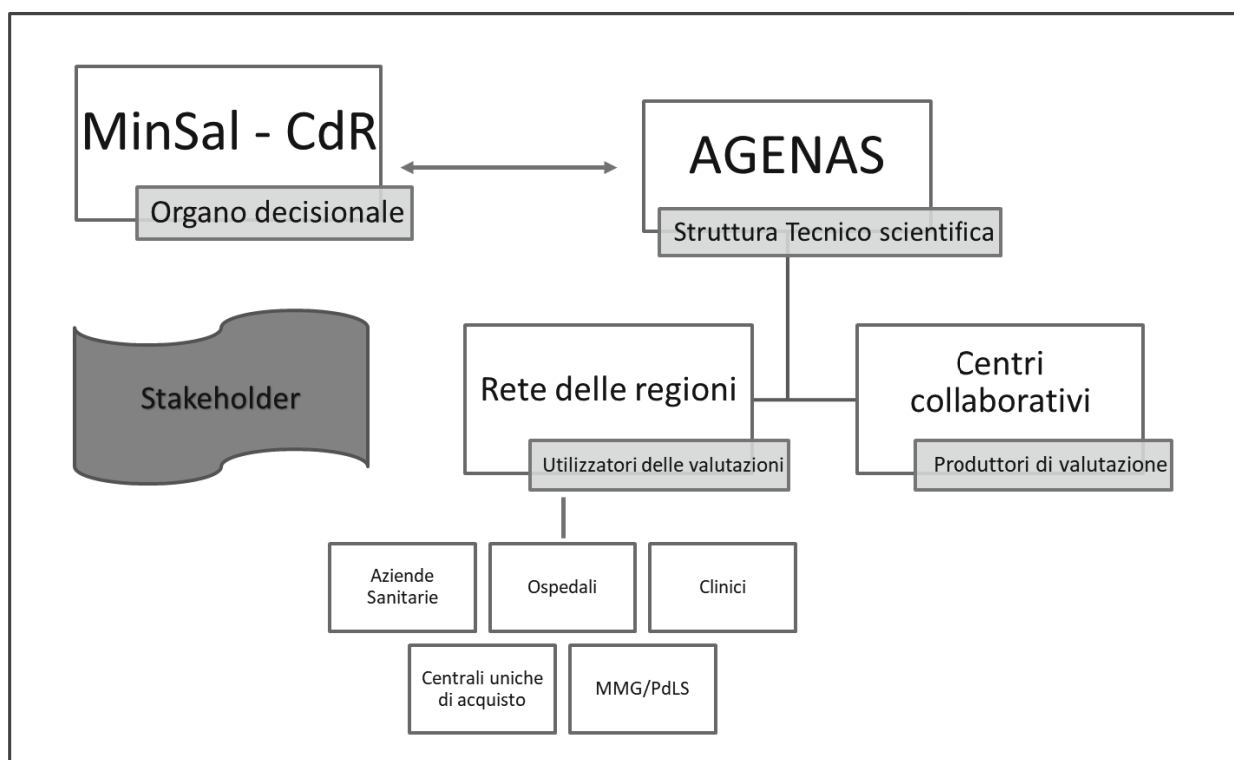 MinSal - CdR
Organo decisionale
AGENAS
Struttura Tecnico scientifica
Stakeholder
Rete delle regioni
Utilizzatori delle valutazioni
Centri
collaborativi
Produttori di valutazione
Aziende
Sanitarie
Ospedali
Clinici
Centrali uniche
di acquisto
MMG/PdLS